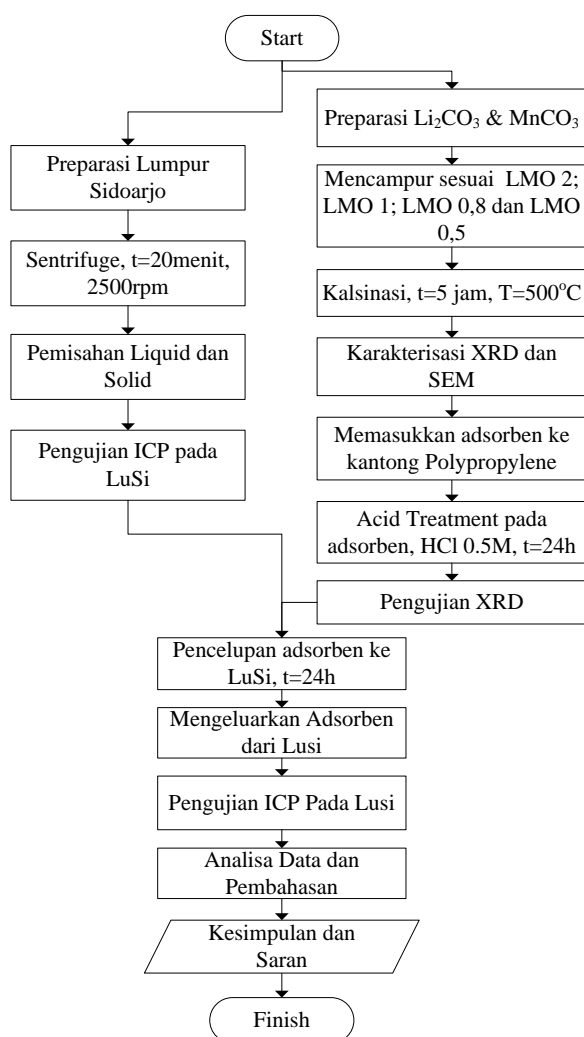 Start
Preparasi Lumpur
Sidoarjo
Sentrifuge, t=20menit,
2500rpm
Pemisahan Liquid dan
Solid
Pengujian ICP pada
LuSi
Preparasi Li₂CO₃ & MnCO₃
Mencampur sesuai LMO 2;
LMO 1; LMO 0,8 dan LMO
0,5
Kalsinasi, t=5 jam, T=500°C
Karakterisasi XRD dan
SEM
Memasukkan adsorben ke
kantong Polypropylene
Acid Treatment pada
adsorben, HCl 0.5M, t=24h
Pengujian XRD
Pencelupan adsorben ke
LuSi, t=24h
Mengeluarkan Adsorben
dari Lusi
Pengujian ICP Pada Lusi
Analisa Data dan
Pembahasan
Kesimpulan dan
Saran
Finish